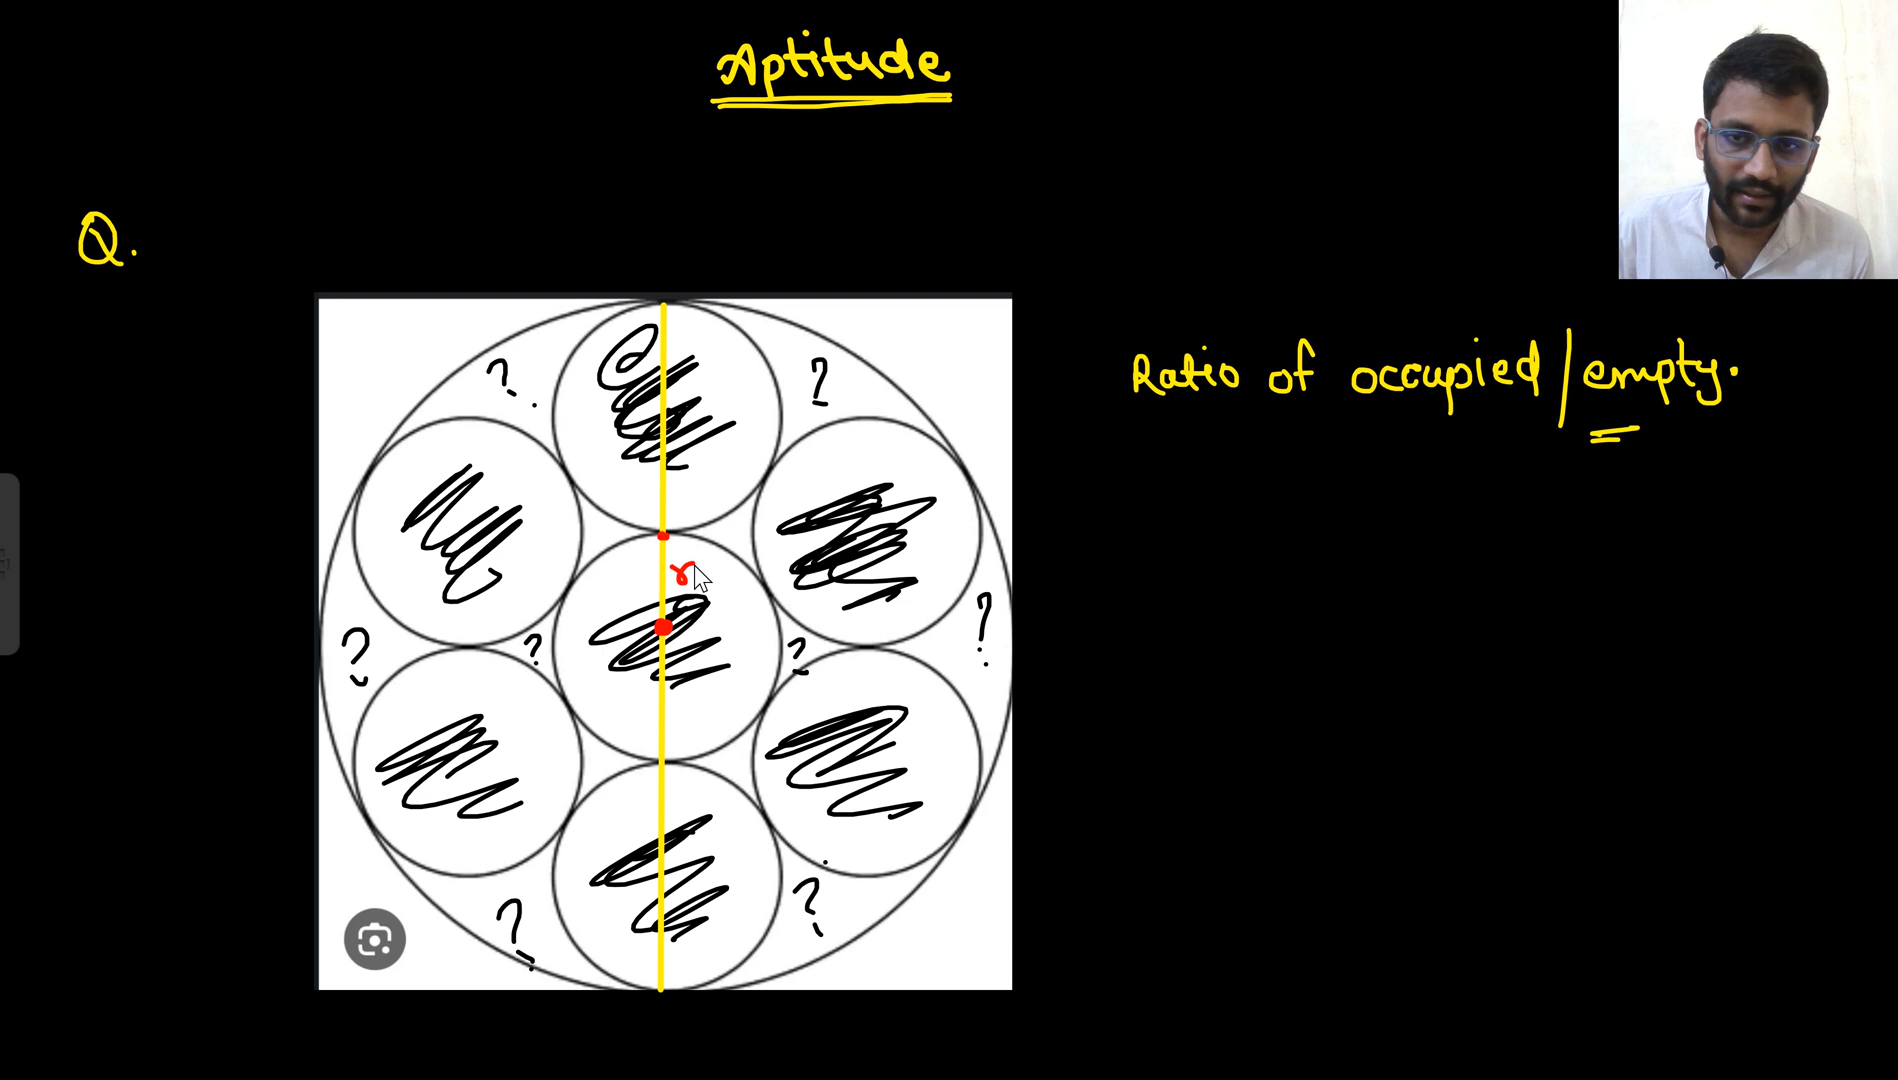 Aptitude
Q.
Ratio of occupied/empty.
? ?
r
? ? ? ?
? ?